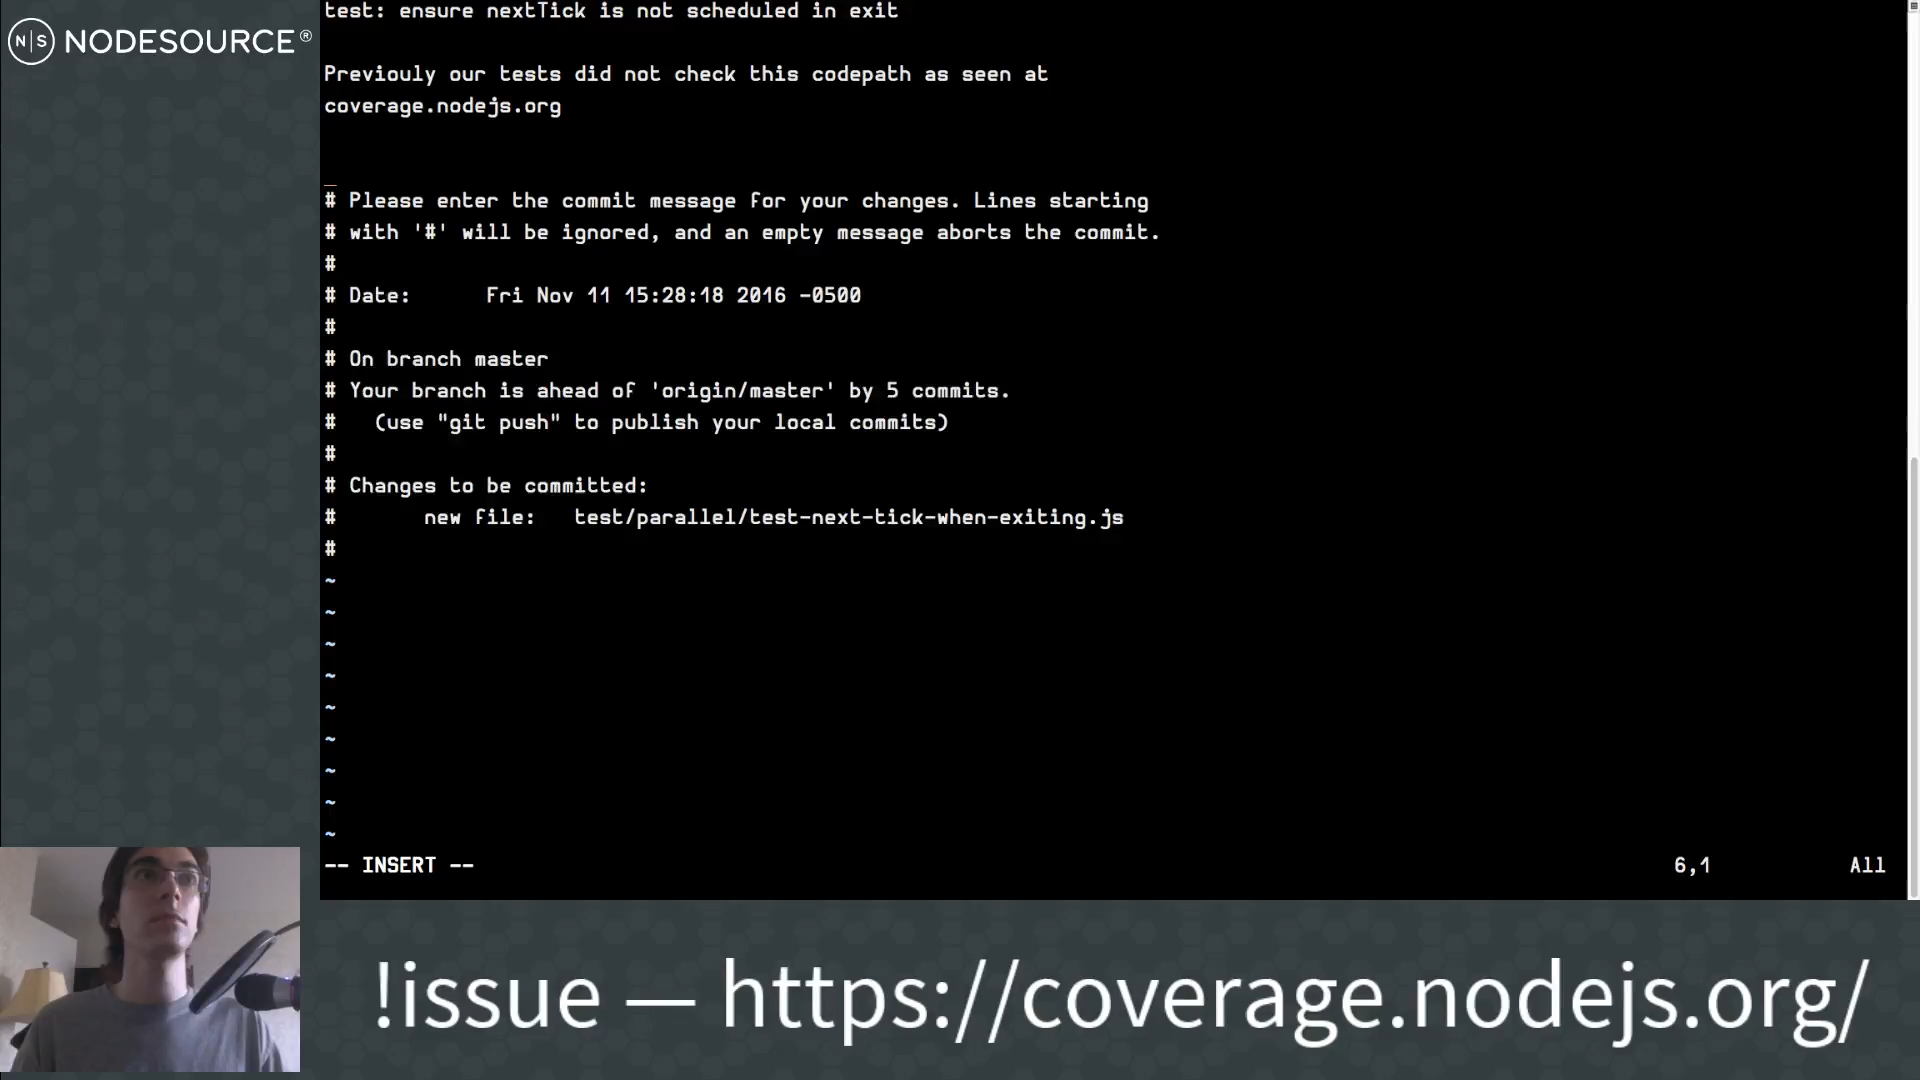 N|S NODESOURCE®
test: ensure nextTick is not scheduled in exit
Previouly our tests did not check this codepath as seen at
coverage.nodejs.org
# Please enter the commit message for your changes. Lines starting
# with '#' will be ignored, and an empty message aborts the commit.
#
# Date:      Fri Nov 11 15:28:18 2016 -0500
#
# On branch master
# Your branch is ahead of 'origin/master' by 5 commits.
#   (use "git push" to publish your local commits)
#
# Changes to be committed:
#       new file:   test/parallel/test-next-tick-when-exiting.js
#
~
~
~
~
~
~
~
~
~
-- INSERT -- 6,1 All
!issue — https://coverage.nodejs.org/